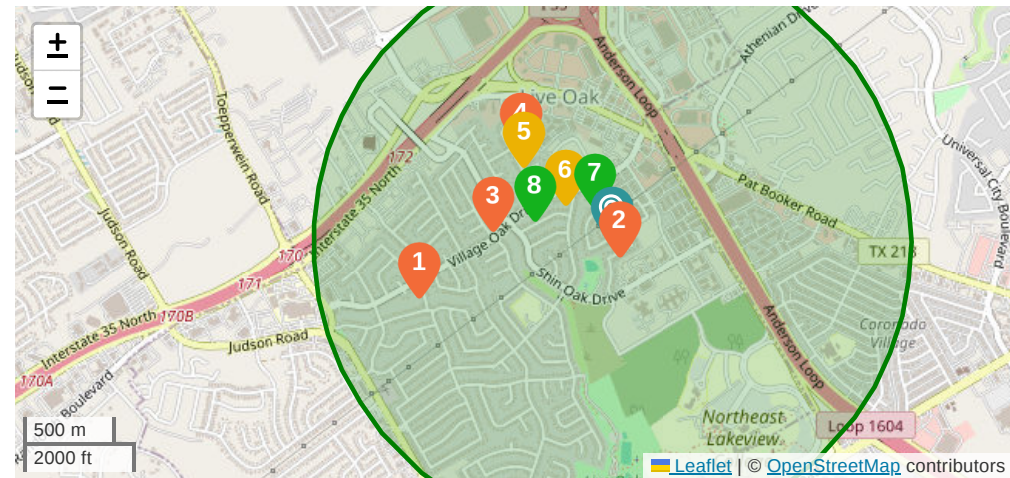 +
−
Anderson Loop
Athenian Drive
Live Oak
4
5
172
Toepperwein Road
6
7
8
3
2
1
Universal City Boulevard
Pat Booker Road
Interstate 35 North
Judson Road
Village Oak Dr
TX 218
170
171
Shin Oak Drive
170B
Interstate 35 North
Judson Road
Anderson Loop
Coronado
Village
170A
Boulevard
Northeast
Lakeview
Loop 1604
500 m
2000 ft
Leaflet | © OpenStreetMap contributors